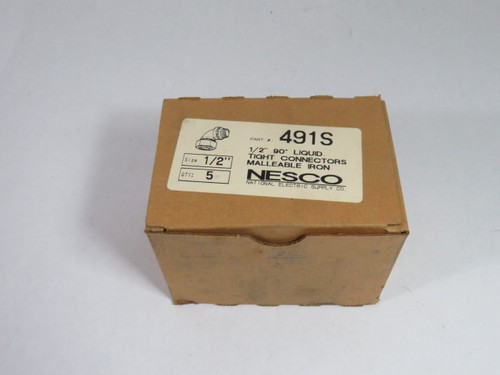 PART #: 491S
1/2" 90° LIQUID
TIGHT CONNECTORS
MALLEABLE IRON
SIZE 1/2"
QTY: 5
NESCO
NATIONAL ELECTRIC SUPPLY CO.